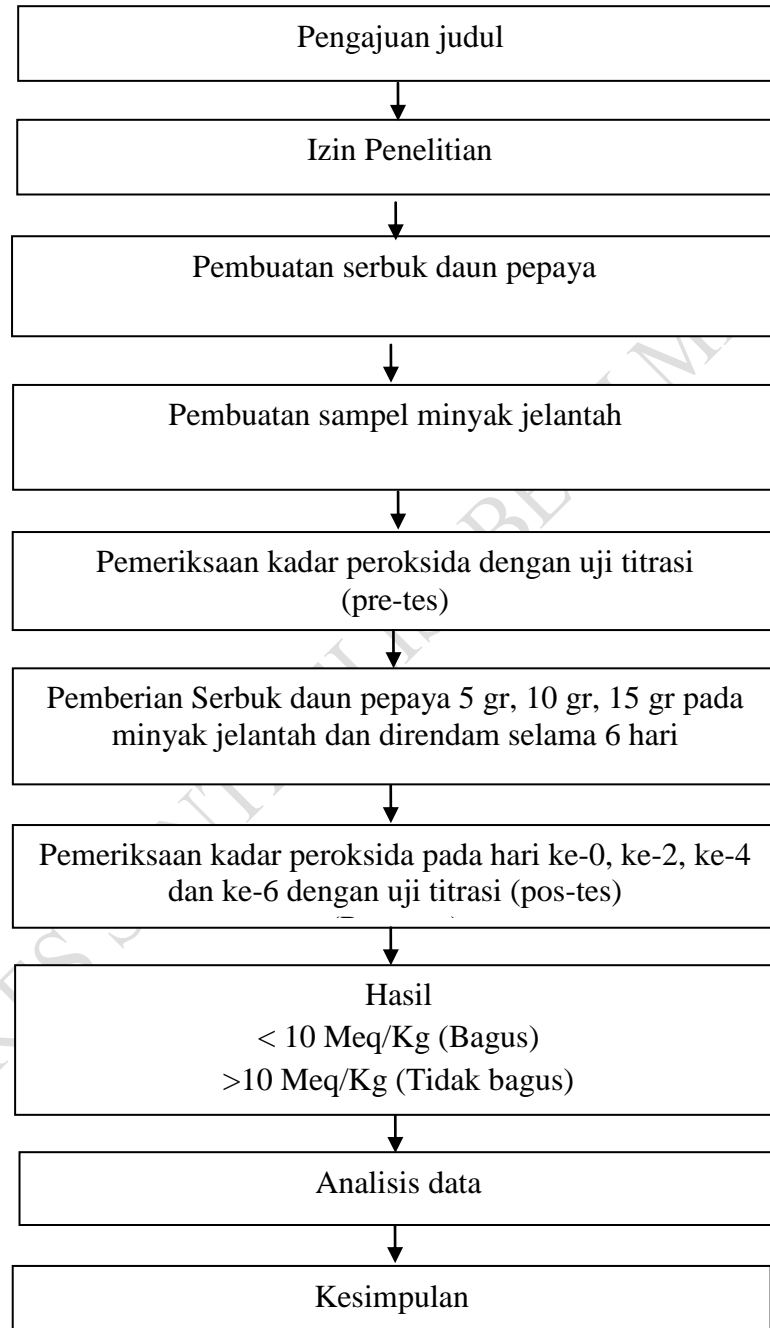 Pengajuan judul
Izin Penelitian
Pembuatan serbuk daun pepaya
Pembuatan sampel minyak jelantah
Pemeriksaan kadar peroksida dengan uji titrasi
(pre-tes)
Pemberian Serbuk daun pepaya 5 gr, 10 gr, 15 gr pada
minyak jelantah dan direndam selama 6 hari
Pemeriksaan kadar peroksida pada hari ke-0, ke-2, ke-4
dan ke-6 dengan uji titrasi (pos-tes)
Hasil
< 10 Meq/Kg (Bagus)
>10 Meq/Kg (Tidak bagus)
Analisis data
Kesimpulan